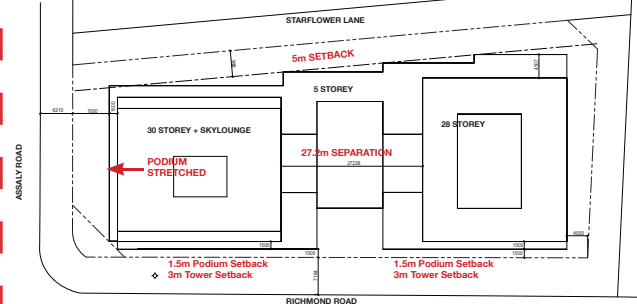 STARFLOWER LANE
5m SETBACK
5 STOREY
6210
7000
1500
30 STOREY + SKYLOUNGE
28 STOREY
27.2m SEPARATION
27238
PODIUM
STRETCHED
ASSALY ROAD
4000
1500
1500
1500
1500
1.5m Podium Setback
3m Tower Setback
1.5m Podium Setback
3m Tower Setback
RICHMOND ROAD